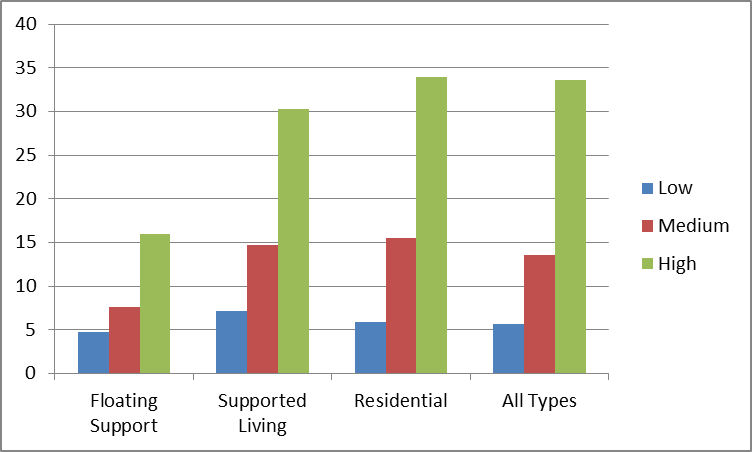 40
35
30
25
20
15
10
5
0
Floating
Support
Supported
Living
Residential
All Types
Low
Medium
High